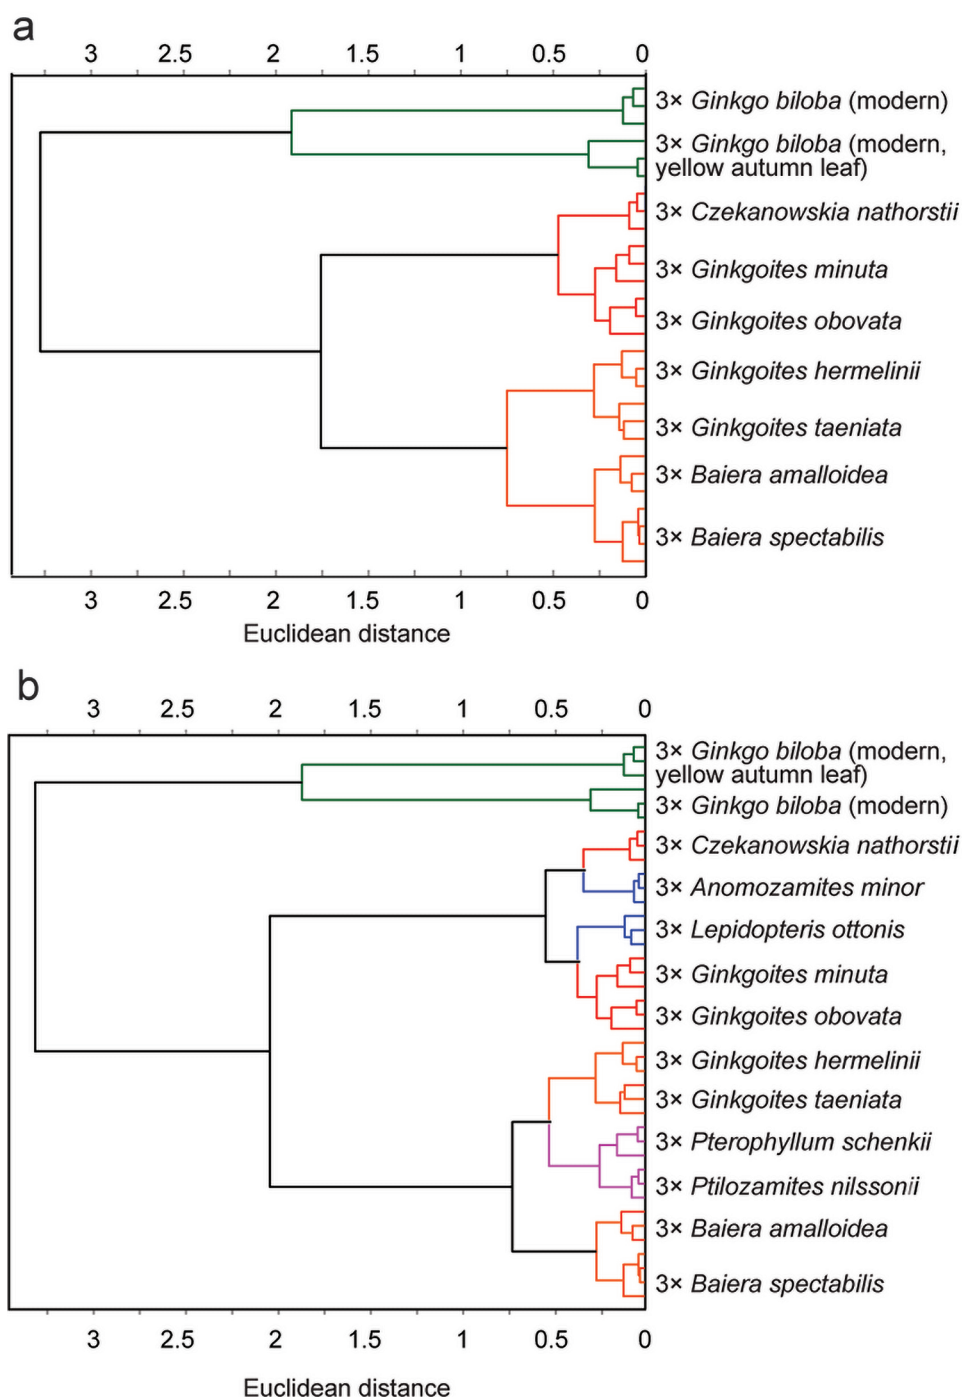 a
3 2.5 2 1.5 1 0.5 0
3× Ginkgo biloba (modern)
3× Ginkgo biloba (modern,
yellow autumn leaf)
3× Czekanowskia nathorstii
3× Ginkgoites minuta
3× Ginkgoites obovata
3× Ginkgoites hermelinii
3× Ginkgoites taeniata
3× Baiera amalloidea
3× Baiera spectabilis
3 2.5 2 1.5 1 0.5 0
Euclidean distance
b
3 2.5 2 1.5 1 0.5 0
3× Ginkgo biloba (modern,
yellow autumn leaf)
3× Ginkgo biloba (modern)
3× Czekanowskia nathorstii
3× Anomozamites minor
3× Lepidopteris ottonis
3× Ginkgoites minuta
3× Ginkgoites obovata
3× Ginkgoites hermelinii
3× Ginkgoites taeniata
3× Pterophyllum schenkii
3× Ptilozamites nilssonii
3× Baiera amalloidea
3× Baiera spectabilis
3 2.5 2 1.5 1 0.5 0
Euclidean distance